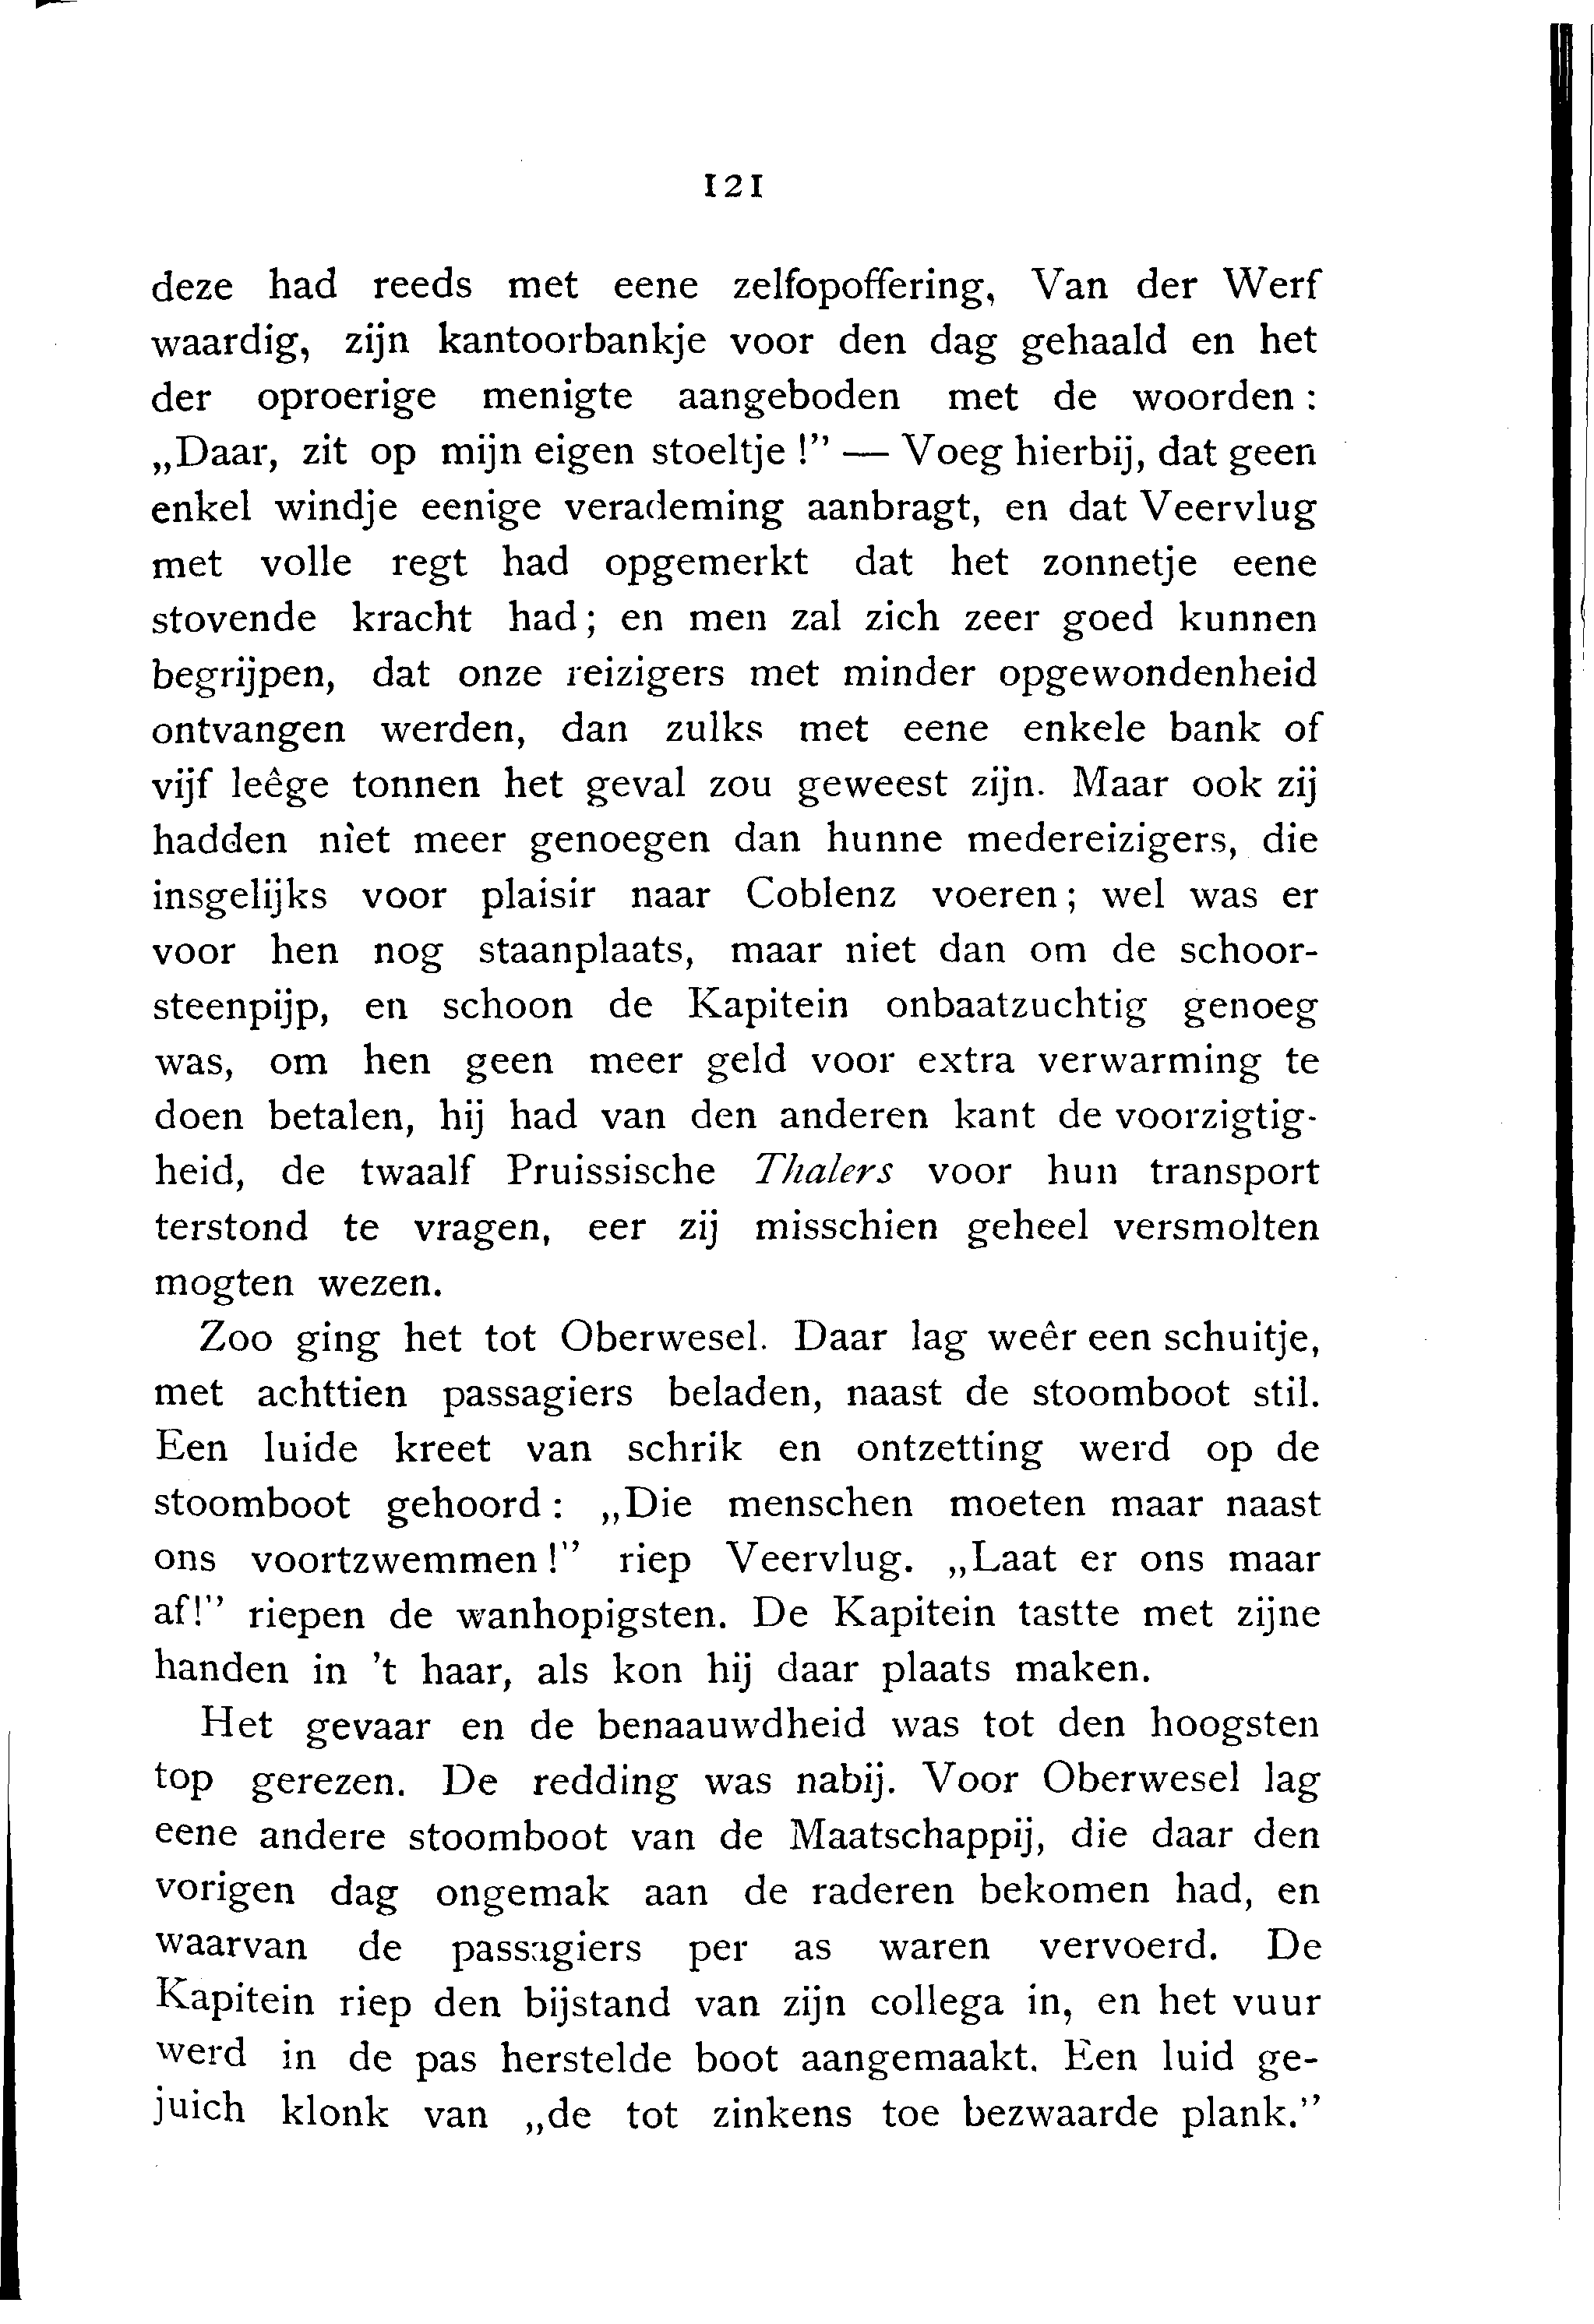 121
deze had reeds met eene zelfopoffering, Van der Werf
waardig, zijn kantoorbankje voor den dag gehaald en het
der oproerige menigte aangeboden met de woorden :
„Daar, zit op mijn eigen stoeltje !” — Voeg hierbij, dat geen
enkel windje eenige verademing aanbragt, en dat Veervlug
met volle regt had opgemerkt dat het zonnetje eene
stovende kracht had; en men zal zich zeer goed kunnen
begrijpen, dat onze reizigers met minder opgewondenheid
ontvangen werden, dan zulks met eene enkele bank of
vijf leêge tonnen het geval zou geweest zijn. Maar ook zij
hadden niet meer genoegen dan hunne medereizigers, die
insgelijks voor plaisir naar Coblenz voeren; wel was er
voor hen nog staanplaats, maar niet dan om de schoor-
steenpijp, en schoon de Kapitein onbaatzuchtig genoeg
was, om hen geen meer geld voor extra verwarming te
doen betalen, hij had van den anderen kant de voorzigtig-
heid, de twaalf Pruissische Thalers voor hun transport
terstond te vragen, eer zij misschien geheel versmolten
mogten wezen.
Zoo ging het tot Oberwesel. Daar lag weêr een schuitje,
met achttien passagiers beladen, naast de stoomboot stil.
Een luide kreet van schrik en ontzetting werd op de
stoomboot gehoord : „Die menschen moeten maar naast
ons voortzwemmen !” riep Veervlug. „Laat er ons maar
af!” riepen de wanhopigsten. De Kapitein tastte met zijne
handen in 't haar, als kon hij daar plaats maken.
Het gevaar en de benaauwdheid was tot den hoogsten
top gerezen. De redding was nabij. Voor Oberwesel lag
eene andere stoomboot van de Maatschappij, die daar den
vorigen dag ongemak aan de raderen bekomen had, en
waarvan de passagiers per as waren vervoerd. De
Kapitein riep den bijstand van zijn collega in, en het vuur
werd in de pas herstelde boot aangemaakt. Een luid ge-
juich klonk van „de tot zinkens toe bezwaarde plank.”